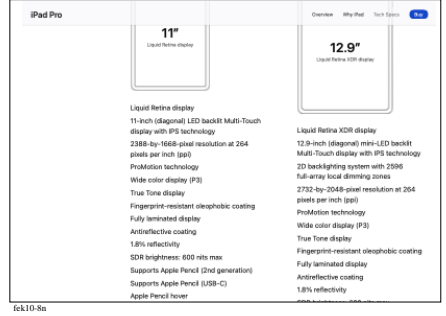 iPad Pro
Overview Why iPad Tech Specs Buy
11"
Liquid Retina display
Liquid Retina display
11-inch (diagonal) LED backlit Multi-Touch
display with IPS technology
2388-by-1668-pixel resolution at 264
pixels per inch (ppi)
ProMotion technology
Wide color display (P3)
True Tone display
Fingerprint-resistant oleophobic coating
Fully laminated display
Antireflective coating
1.8% reflectivity
SDR brightness: 600 nits max
Supports Apple Pencil (2nd generation)
Supports Apple Pencil (USB-C)
Apple Pencil hover
12.9"
Liquid Retina XDR display
Liquid Retina XDR display
12.9-inch (diagonal) mini-LED backlit
Multi-Touch display with IPS technology
2D backlighting system with 2596
full-array local dimming zones
2732-by-2048-pixel resolution at 264
pixels per inch (ppi)
ProMotion technology
Wide color display (P3)
True Tone display
Fingerprint-resistant oleophobic coating
Fully laminated display
Antireflective coating
1.8% reflectivity
SDR brightness: 600 nits max
fek10-8n